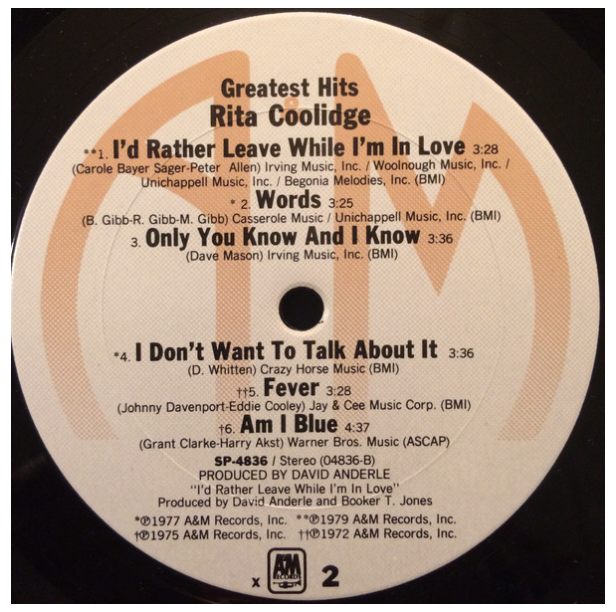 Greatest Hits
Rita Coolidge
**1. I'd Rather Leave While I'm In Love 3:28
(Carole Bayer Sager-Peter Allen) Irving Music, Inc. / Woolnough Music, Inc. /
Unichappell Music, Inc. / Begonia Melodies, Inc. (BMI)
* 2. Words 3:25
(B. Gibb-R. Gibb-M. Gibb) Casserole Music / Unichappell Music, Inc. (BMI)
3. Only You Know And I Know 3:36
(Dave Mason) Irving Music, Inc. (BMI)
*4. I Don't Want To Talk About It 3:36
(D. Whitten) Crazy Horse Music (BMI)
††5. Fever 3:28
(Johnny Davenport-Eddie Cooley) Jay & Cee Music Corp. (BMI)
†6. Am I Blue 4:37
(Grant Clarke-Harry Akst) Warner Bros. Music (ASCAP)
SP-4836 / Stereo (04836-B)
PRODUCED BY DAVID ANDERLE
"I'd Rather Leave While I'm In Love"
Produced by David Anderle and Booker T. Jones
*℗1977 A&M Records, Inc. **℗1979 A&M Records, Inc.
†℗1975 A&M Records, Inc. ††℗1972 A&M Records, Inc.
x A&M RECORDS 2